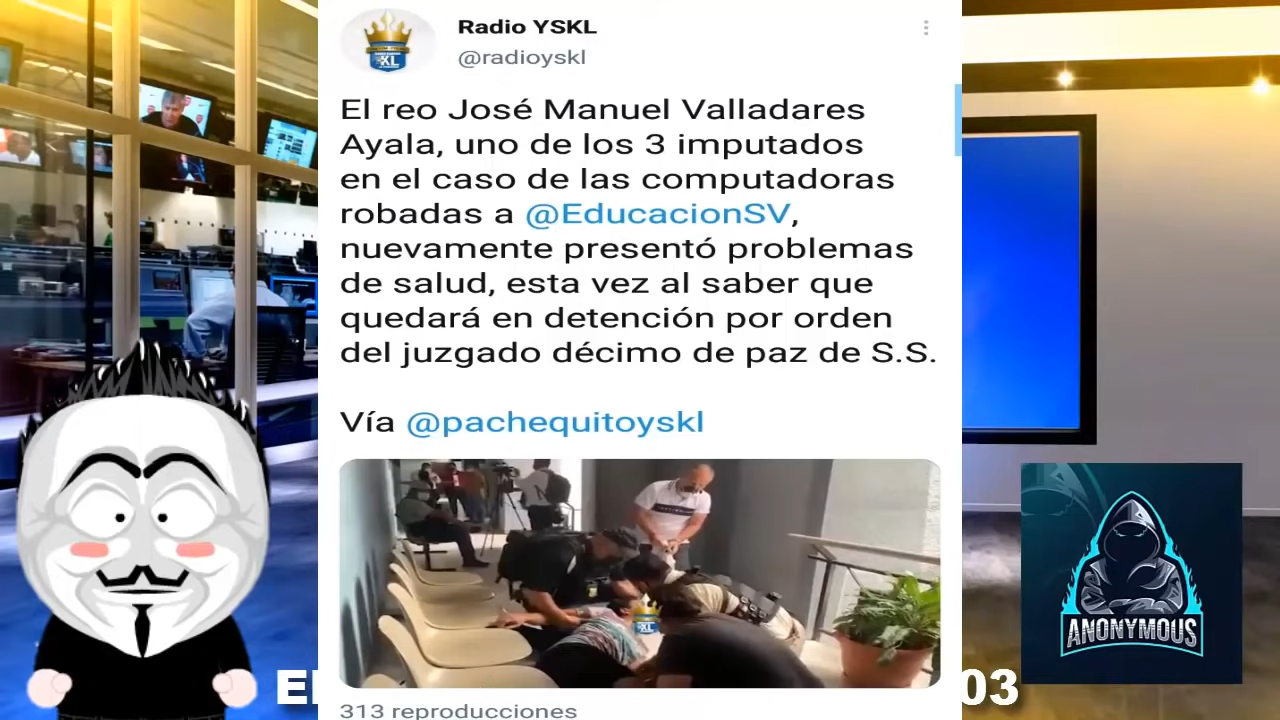 Radio YSKL
@radioyskl
El reo José Manuel Valladares
Ayala, uno de los 3 imputados
en el caso de las computadoras
robadas a @EducacionSV,
nuevamente presentó problemas
de salud, esta vez al saber que
quedará en detención por orden
del juzgado décimo de paz de S.S.
Vía @pachequitoyskl
KL
KL
ANONYMOUS
03
313 reproducciones